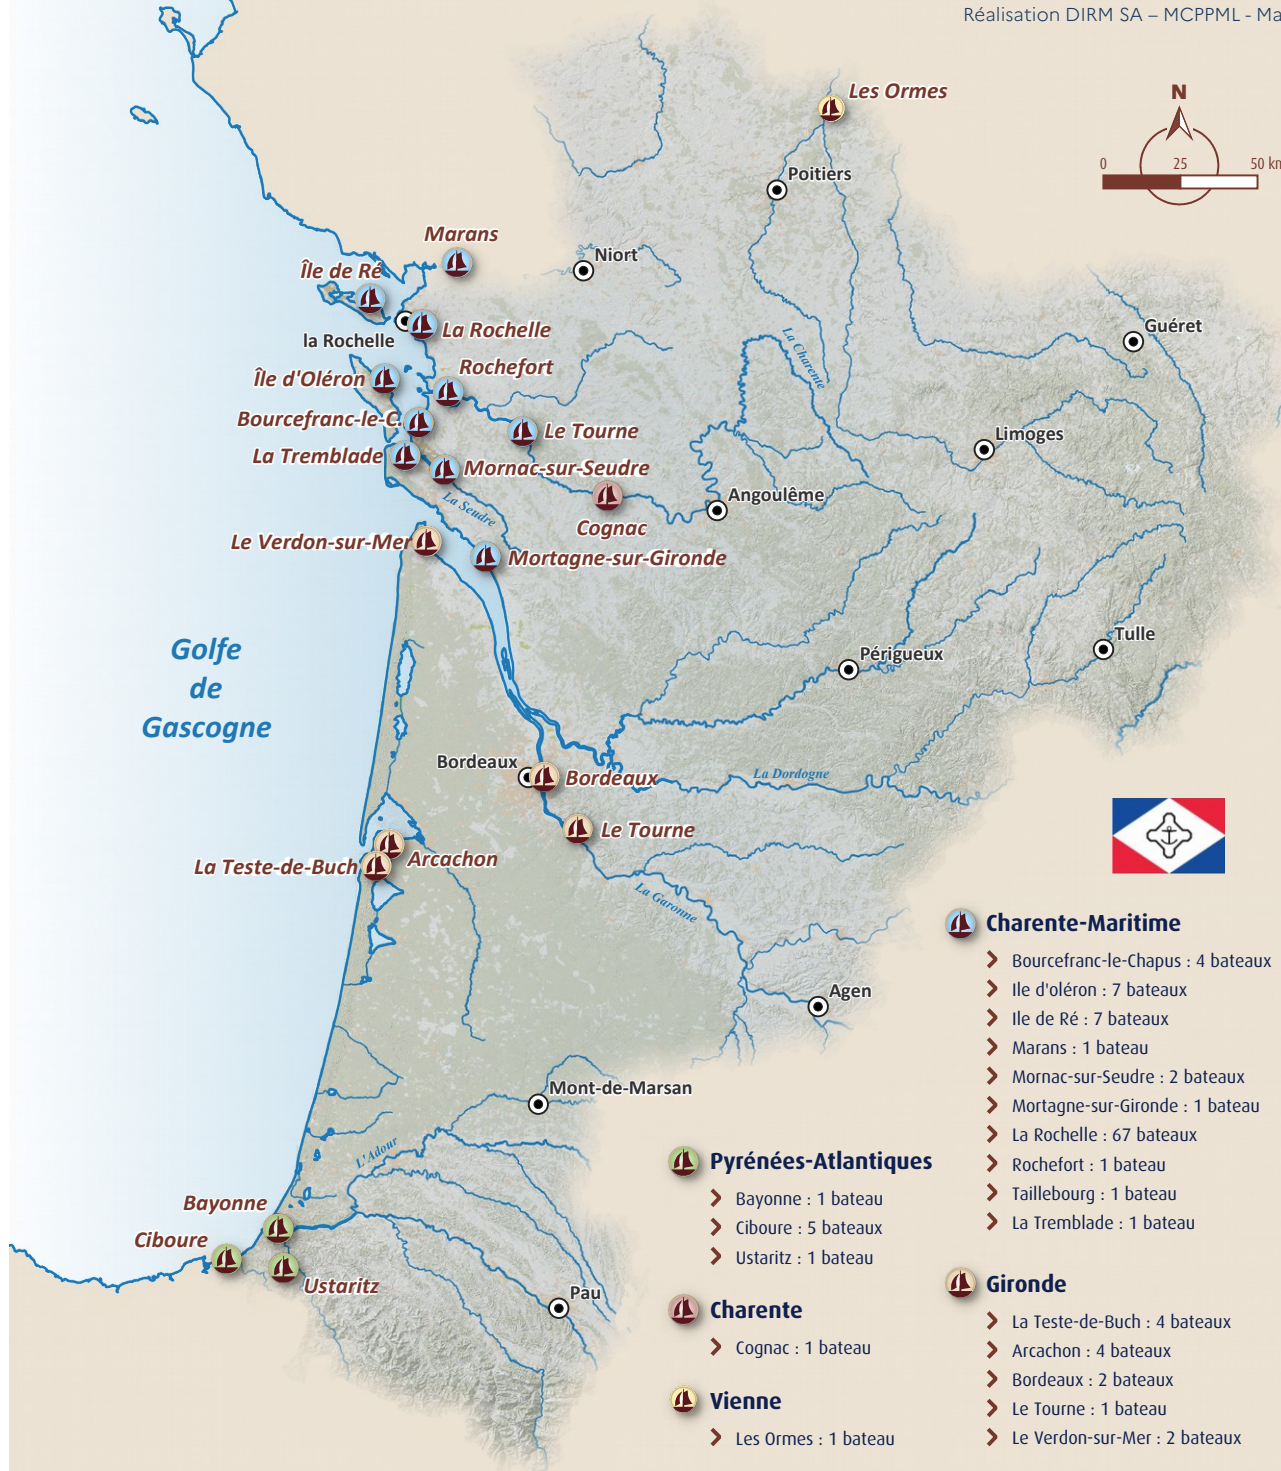 Réalisation DIRM SA – MCPPML - Ma
Les Ormes
N
0 25 50 km
Poitiers
Marans
Niort
Île de Ré
La Rochelle
la Rochelle
Guéret
La Charente
Rochefort
Île d'Oléron
Bourcefranc-le-C.
Le Tourne
Limoges
La Tremblade
Mornac-sur-Seudre
Angoulême
La Seudre
Cognac
Le Verdon-sur-Mer
Mortagne-sur-Gironde
Golfe
de
Gascogne
Tulle
Périgueux
Bordeaux
Bordeaux
La Dordogne
Le Tourne
Arcachon
La Teste-de-Buch
La Garonne
Agen
Mont-de-Marsan
L'Adour
Bayonne
Ciboure
Ustaritz
Pau
Pyrénées-Atlantiques
Bayonne : 1 bateau
Ciboure : 5 bateaux
Ustaritz : 1 bateau
Charente
Cognac : 1 bateau
Vienne
Les Ormes : 1 bateau
Charente-Maritime
Bourcefranc-le-Chapus : 4 bateaux
Ile d'oléron : 7 bateaux
Ile de Ré : 7 bateaux
Marans : 1 bateau
Mornac-sur-Seudre : 2 bateaux
Mortagne-sur-Gironde : 1 bateau
La Rochelle : 67 bateaux
Rochefort : 1 bateau
Taillebourg : 1 bateau
La Tremblade : 1 bateau
Gironde
La Teste-de-Buch : 4 bateaux
Arcachon : 4 bateaux
Bordeaux : 2 bateaux
Le Tourne : 1 bateau
Le Verdon-sur-Mer : 2 bateaux